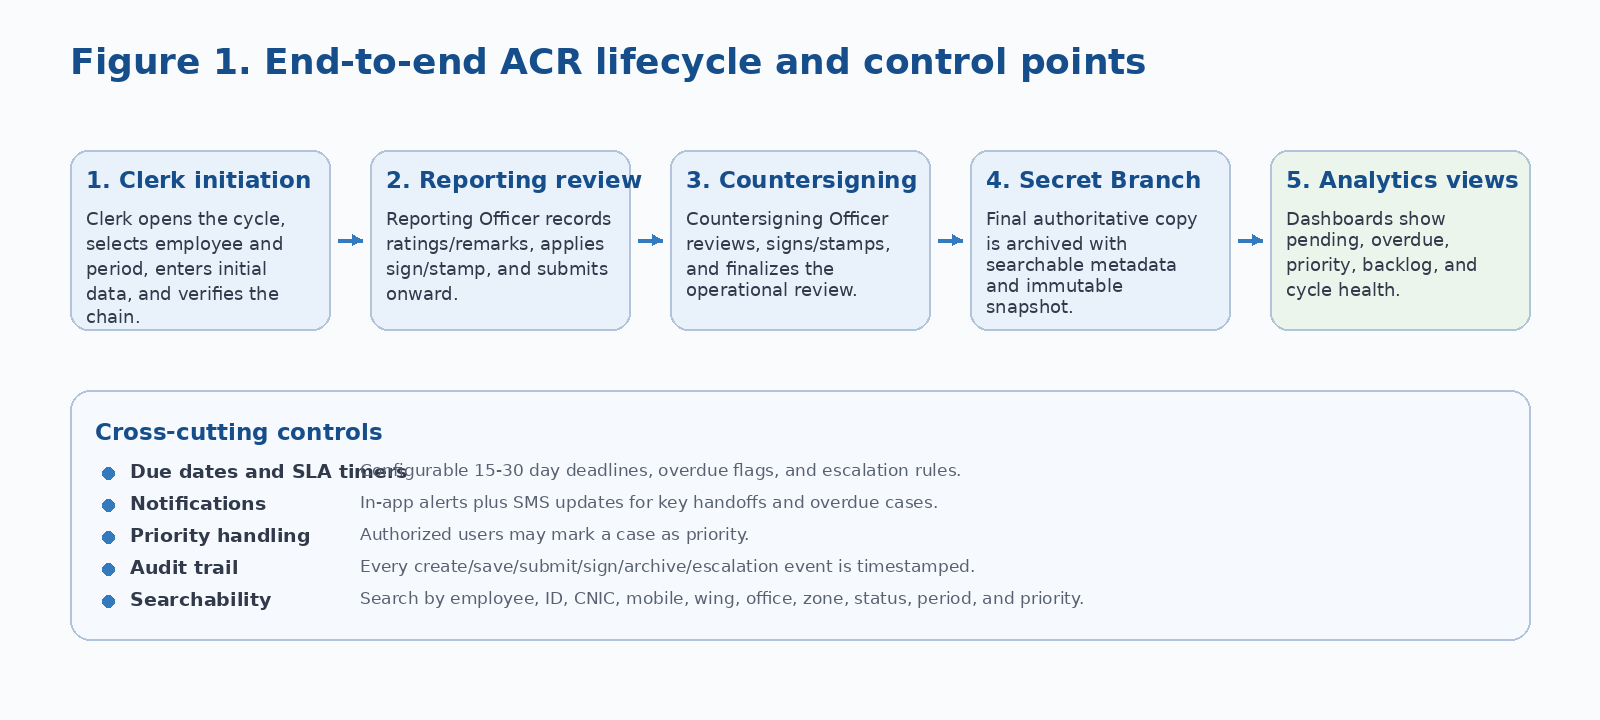 Figure 1. End-to-end ACR lifecycle and control points
1. Clerk initiation
Clerk opens the cycle,
selects employee and
period, enters initial
data, and verifies the
chain.
2. Reporting review
Reporting Officer records
ratings/remarks, applies
sign/stamp, and submits
onward.
3. Countersigning
Countersigning Officer
reviews, signs/stamps,
and finalizes the
operational review.
4. Secret Branch
Final authoritative copy
is archived with
searchable metadata
and immutable
snapshot.
5. Analytics views
Dashboards show
pending, overdue,
priority, backlog, and
cycle health.
Cross-cutting controls
Due dates and SLA timers Configurable 15-30 day deadlines, overdue flags, and escalation rules.
Notifications In-app alerts plus SMS updates for key handoffs and overdue cases.
Priority handling Authorized users may mark a case as priority.
Audit trail Every create/save/submit/sign/archive/escalation event is timestamped.
Searchability Search by employee, ID, CNIC, mobile, wing, office, zone, status, period, and priority.